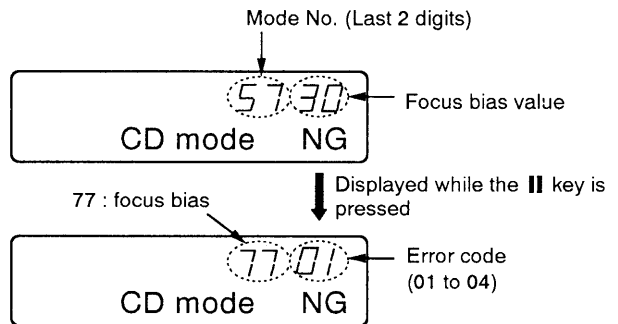 Mode No. (Last 2 digits)
57 30
Focus bias value
CD mode NG
77 : focus bias
Displayed while the II key is
pressed
77 01
Error code
(01 to 04)
CD mode NG